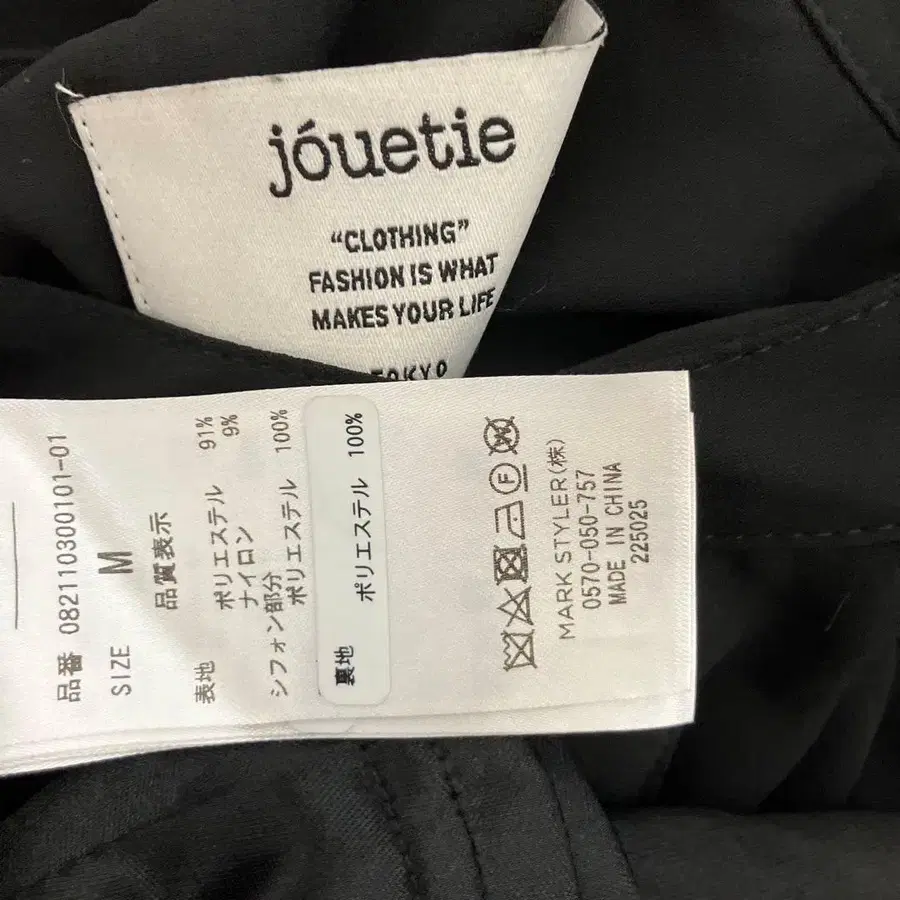 jóuetie
“CLOTHING”
FASHION IS WHAT
MAKES YOUR LIFE
TOKYO
品番 082110300101-01
SIZE M
品質表示
表地 ポリエステル 91%
ナイロン 9%
シフォン部分
ポリエステル 100%
裏地 ポリエステル 100%
F
W
MARK STYLER(株)
0570-050-757
MADE IN CHINA
225025